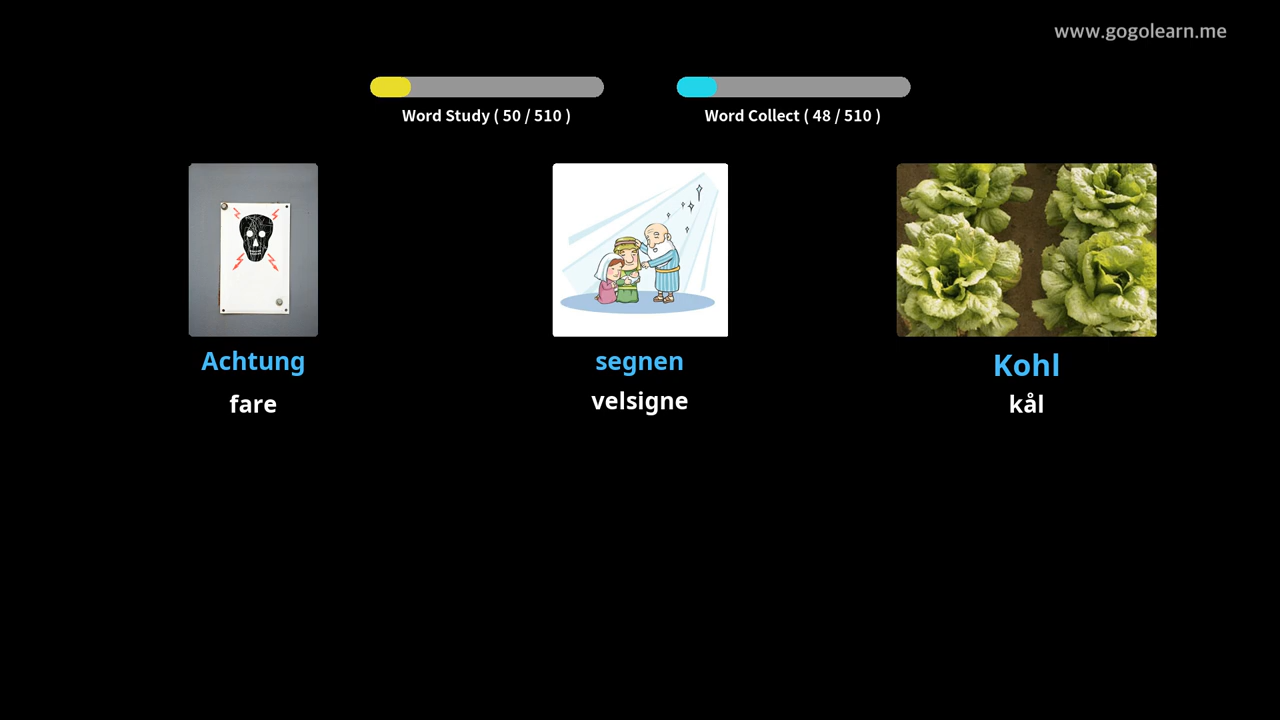 www.gogolearn.me
Word Study ( 50 / 510 )
Word Collect ( 48 / 510 )
Achtung
segnen
Kohl
fare
velsigne
kål